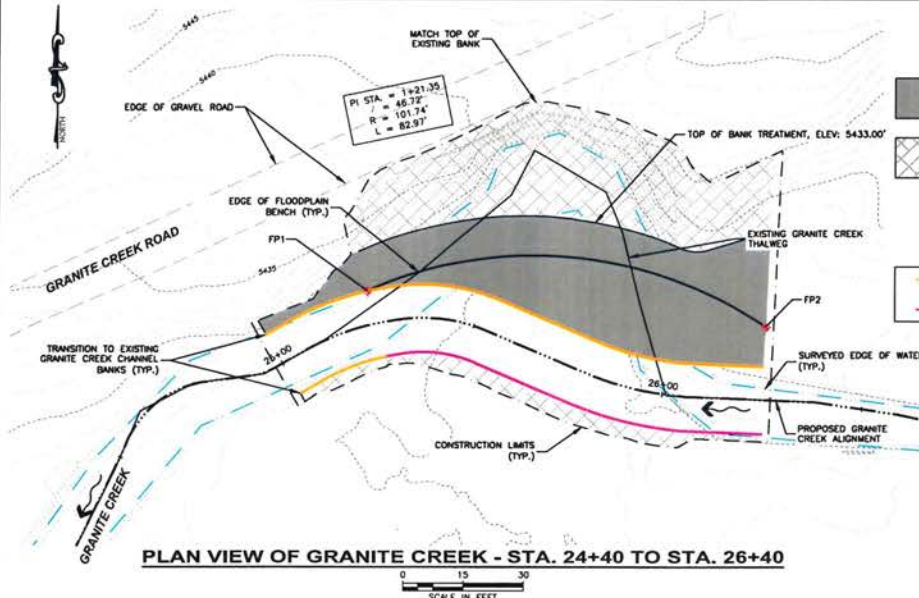 5445
MATCH TOP OF
EXISTING BANK
NORTH
5440
EDGE OF GRAVEL ROAD
PI STA. = 1+21.35
/ = 46.72°
R = 101.74'
L = 82.97'
TOP OF BANK TREATMENT, ELEV: 5433.00'
EDGE OF FLOODPLAIN
BENCH (TYP.)
FP1
EXISTING GRANITE CREEK
THALWEG
GRANITE CREEK ROAD
5435
FP2
TRANSITION TO EXISTING
GRANITE CREEK CHANNEL
BANKS (TYP.)
26+00
SURVEYED EDGE OF WATE
(TYP.)
26+00
CONSTRUCTION LIMITS
(TYP.)
PROPOSED GRANITE
CREEK ALIGNMENT
GRANITE CREEK
PLAN VIEW OF GRANITE CREEK - STA. 24+40 TO STA. 26+40
0 15 30
SCALE IN FEET